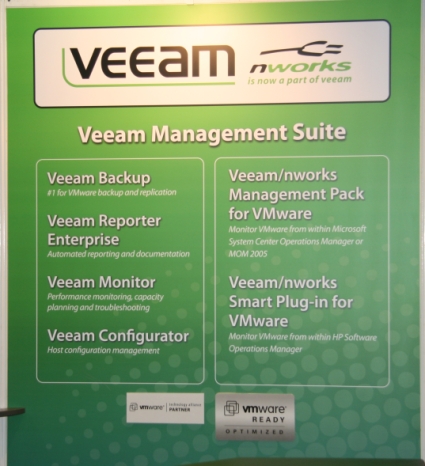 veeam
nworks
is now a part of veeam
Veeam Management Suite
Veeam Backup
#1 for VMware backup and replication
Veeam Reporter
Enterprise
Automated reporting and documentation
Veeam Monitor
Performance monitoring, capacity
planning and troubleshooting
Veeam Configurator
Host configuration management
Veeam/nworks
Management Pack
for VMware
Monitor VMware from within Microsoft
System Center Operations Manager or
MOM 2005
Veeam/nworks
Smart Plug-in for
VMware
Monitor VMware from within HP Software
Operations Manager
vmware
technology alliance
PARTNER
vmware
READY
OPTIMIZED